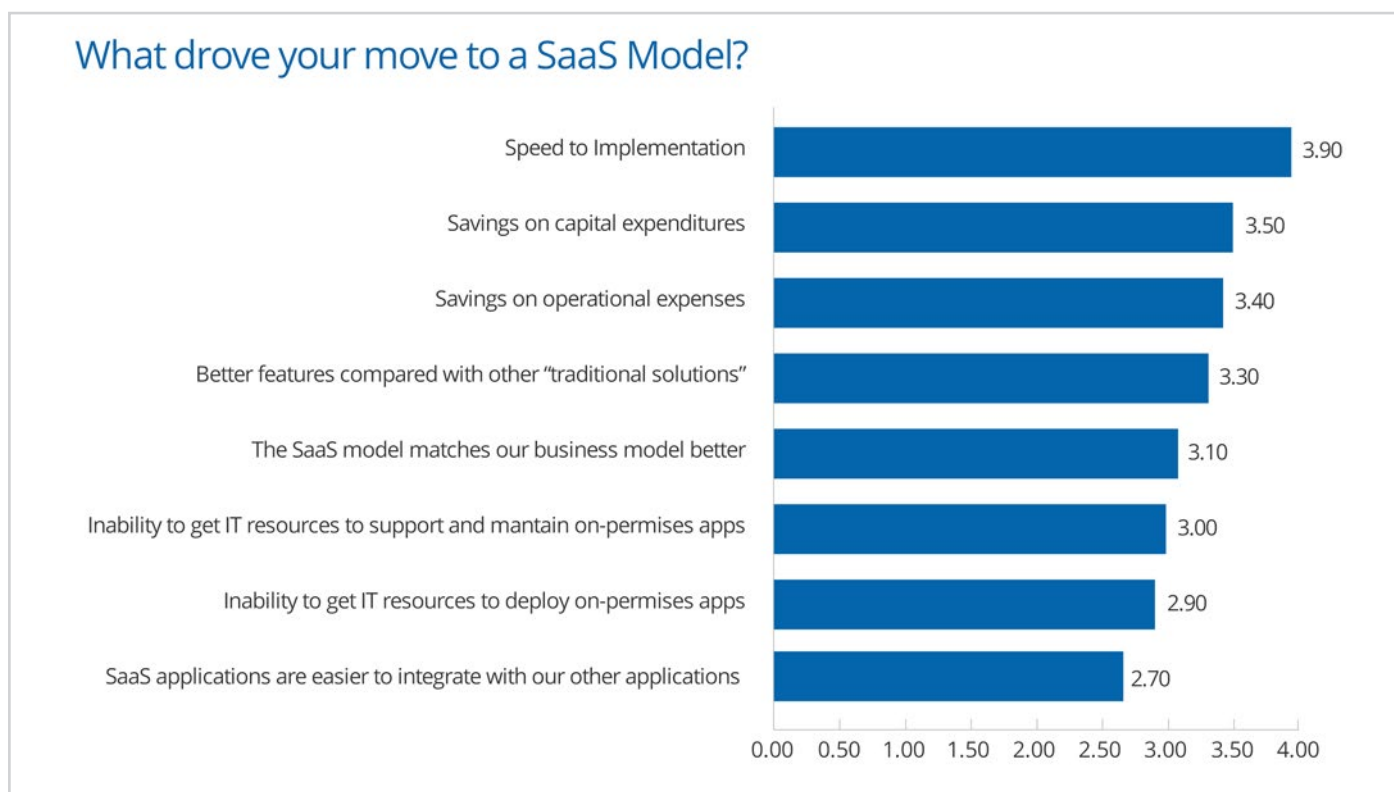 What drove your move to a SaaS Model?
Speed to Implementation 3.90
Savings on capital expenditures 3.50
Savings on operational expenses 3.40
Better features compared with other “traditional solutions” 3.30
The SaaS model matches our business model better 3.10
Inability to get IT resources to support and mantain on-permises apps 3.00
Inability to get IT resources to deploy on-permises apps 2.90
SaaS applications are easier to integrate with our other applications 2.70
0.00 0.50 1.00 2.00 2.50 3.00 3.50 4.00